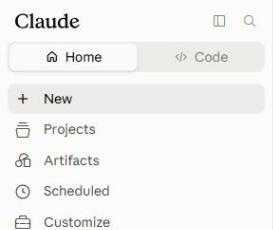 Claude
Home
</> Code
+ New
Projects
Artifacts
Scheduled
Customize